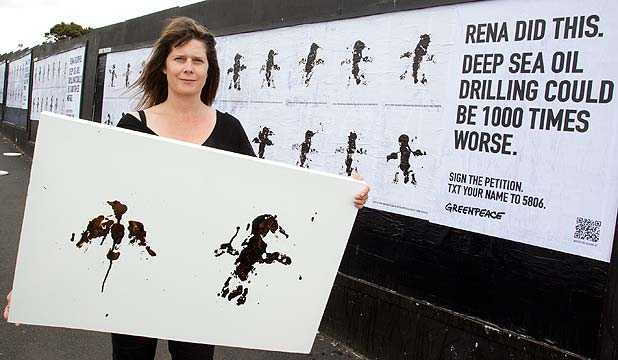 RENA DID THIS.
DEEP SEA OIL
DRILLING COULD
BE 1000 TIMES
WORSE.
SIGN THE PETITION.
TXT YOUR NAME TO 5806.
GREENPEACE